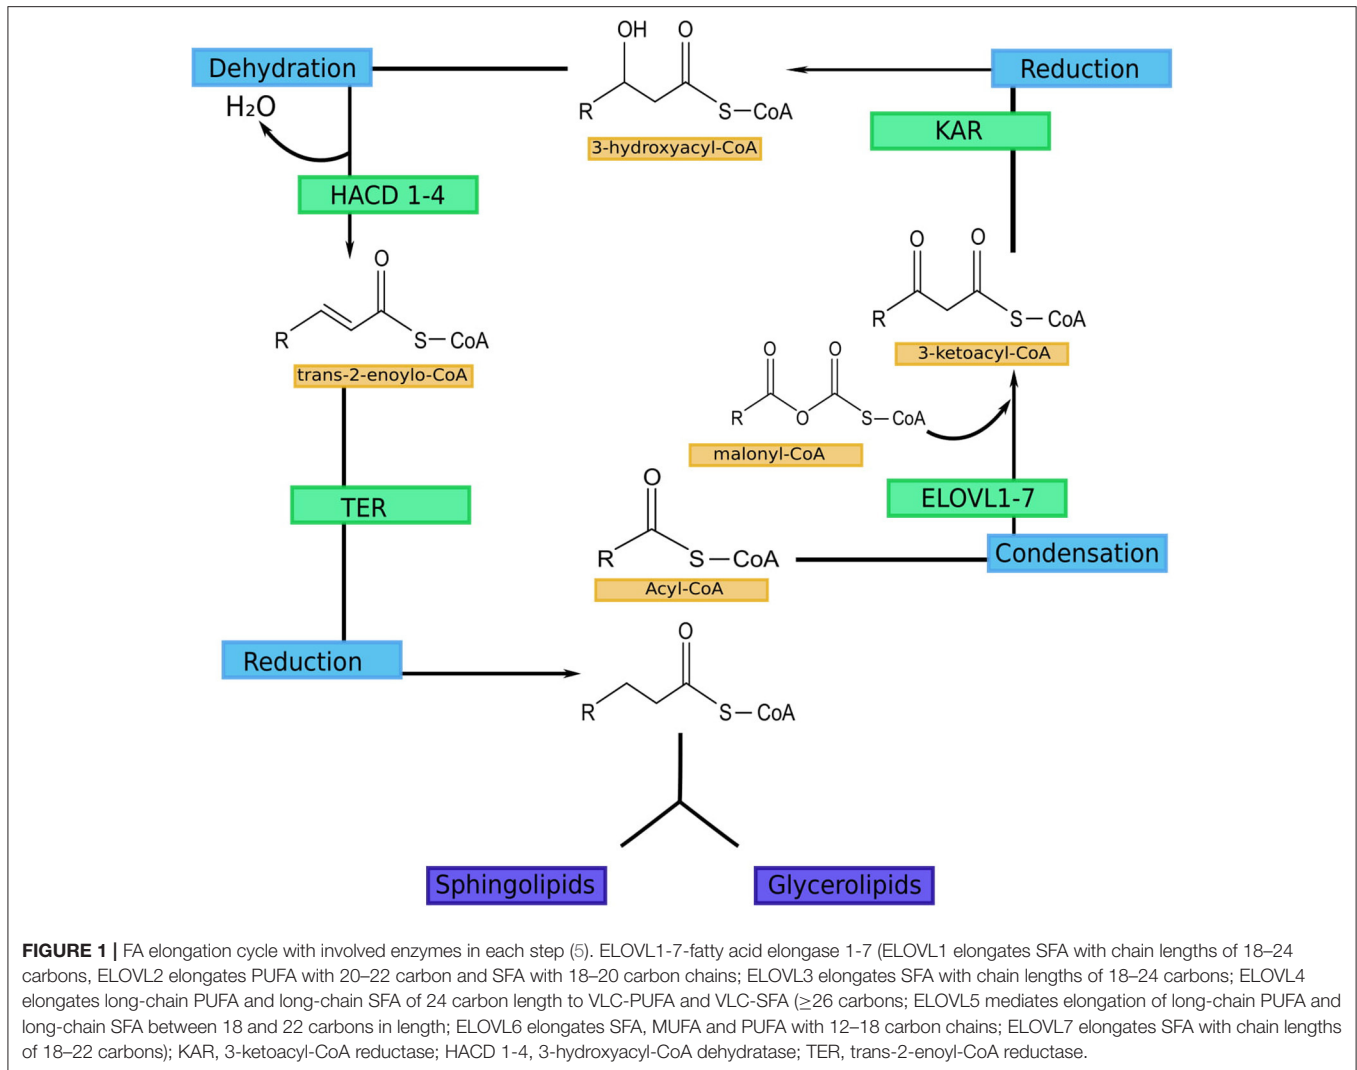 Dehydration
H₂O
HACD 1-4
OH
O
R
S
CoA
3-hydroxyacyl-CoA
Reduction
KAR
O
O
R
S
CoA
3-ketoacyl-CoA
O
R
S
CoA
trans-2-enoylo-CoA
O
O
R
O
S
CoA
malonyl-CoA
ELOVL1-7
Condensation
O
R
S
CoA
Acyl-CoA
TER
Reduction
O
R
S
CoA
Sphingolipids
Glycerolipids
FIGURE 1 | FA elongation cycle with involved enzymes in each step (5). ELOVL1-7-fatty acid elongase 1-7 (ELOVL1 elongates SFA with chain lengths of 18–24
carbons, ELOVL2 elongates PUFA with 20–22 carbon and SFA with 18–20 carbon chains; ELOVL3 elongates SFA with chain lengths of 18–24 carbons; ELOVL4
elongates long-chain PUFA and long-chain SFA of 24 carbon length to VLC-PUFA and VLC-SFA (≥26 carbons; ELOVL5 mediates elongation of long-chain PUFA and
long-chain SFA between 18 and 22 carbons in length; ELOVL6 elongates SFA, MUFA and PUFA with 12–18 carbon chains; ELOVL7 elongates SFA with chain lengths
of 18–22 carbons); KAR, 3-ketoacyl-CoA reductase; HACD 1-4, 3-hydroxyacyl-CoA dehydratase; TER, trans-2-enoyl-CoA reductase.